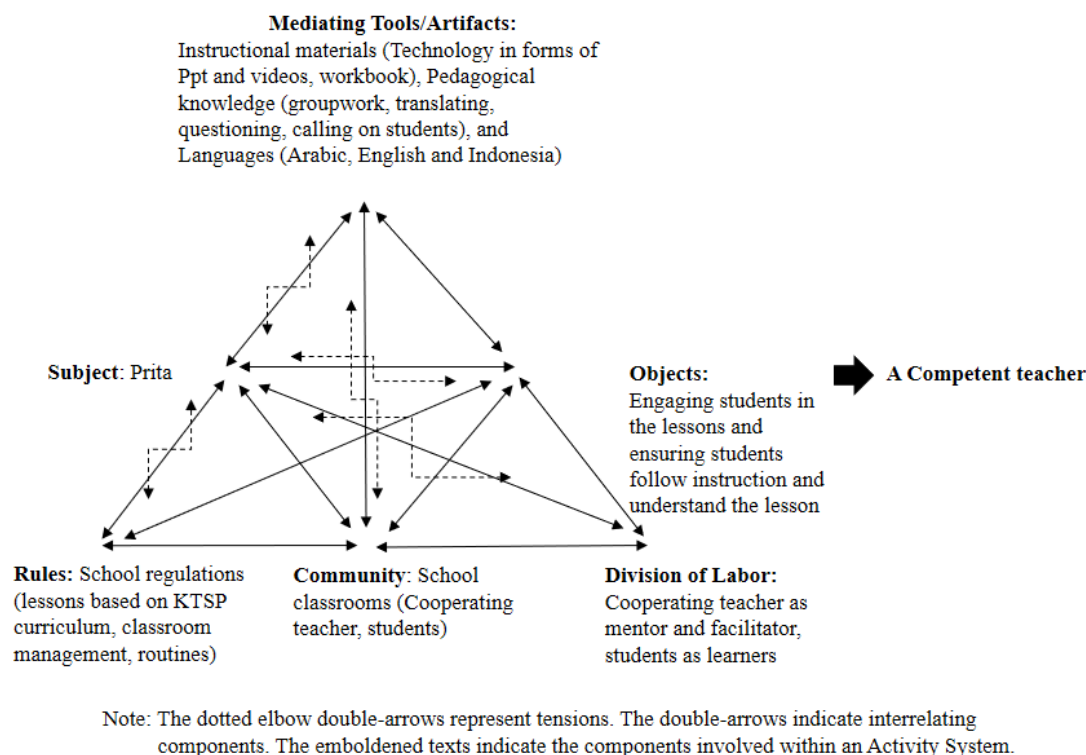 Mediating Tools/Artifacts:
Instructional materials (Technology in forms of
Ppt and videos, workbook), Pedagogical
knowledge (groupwork, translating,
questioning, calling on students), and
Languages (Arabic, English and Indonesia)
Subject: Prita
Objects:
Engaging students in
the lessons and
ensuring students
follow instruction and
understand the lesson
A Competent teacher
Rules: School regulations
(lessons based on KTSP
curriculum, classroom
management, routines)
Community: School
classrooms (Cooperating
teacher, students)
Division of Labor:
Cooperating teacher as
mentor and facilitator,
students as learners
Note: The dotted elbow double-arrows represent tensions. The double-arrows indicate interrelating
components. The emboldened texts indicate the components involved within an Activity System.